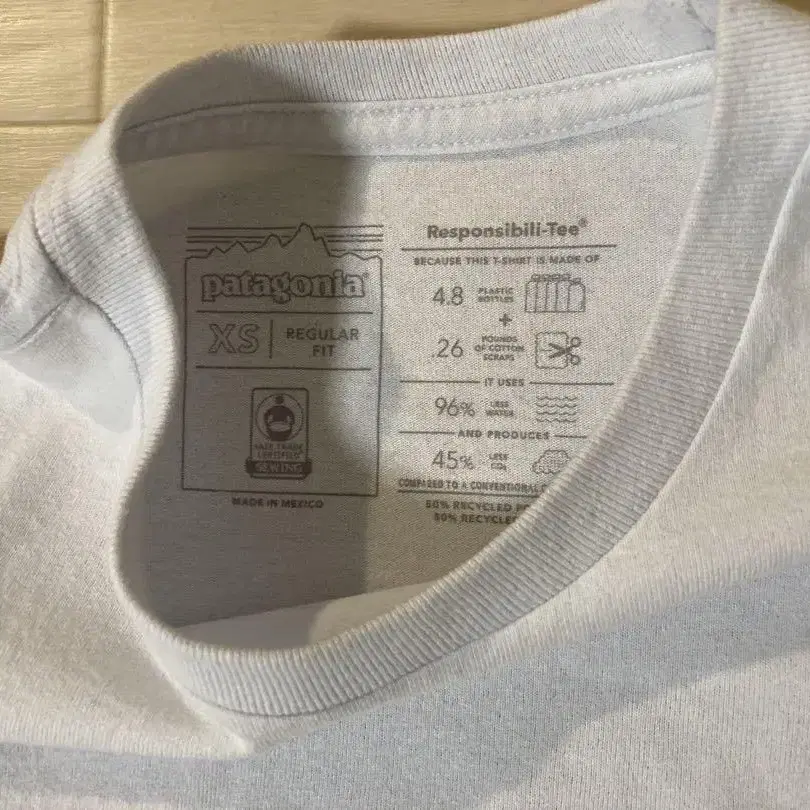 patagonia®
XS
REGULAR
FIT
FAIR TRADE
CERTIFIED
SEWING
MADE IN MEXICO
Responsibili-Tee®
BECAUSE THIS T-SHIRT IS MADE OF
4.8 PLASTIC
BOTTLES
+
.26 POUNDS
OF COTTON
SCRAPS
IT USES
96% LESS
WATER
AND PRODUCES
45% LESS
CO₂
COMPARED TO A CONVENTIONAL
50% RECYCLED
50% RECYCLED